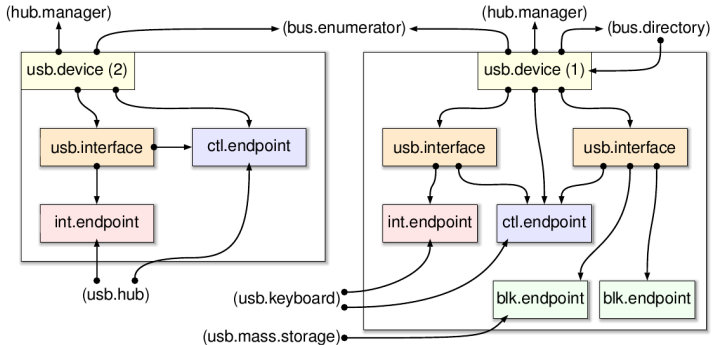 (hub.manager)
(bus.enumerator)
(hub.manager)
(bus.directory)
usb.device (2)
usb.device (1)
usb.interface
ctl.endpoint
usb.interface
usb.interface
int.endpoint
int.endpoint
ctl.endpoint
(usb.hub)
(usb.keyboard)
blk.endpoint
blk.endpoint
(usb.mass.storage)